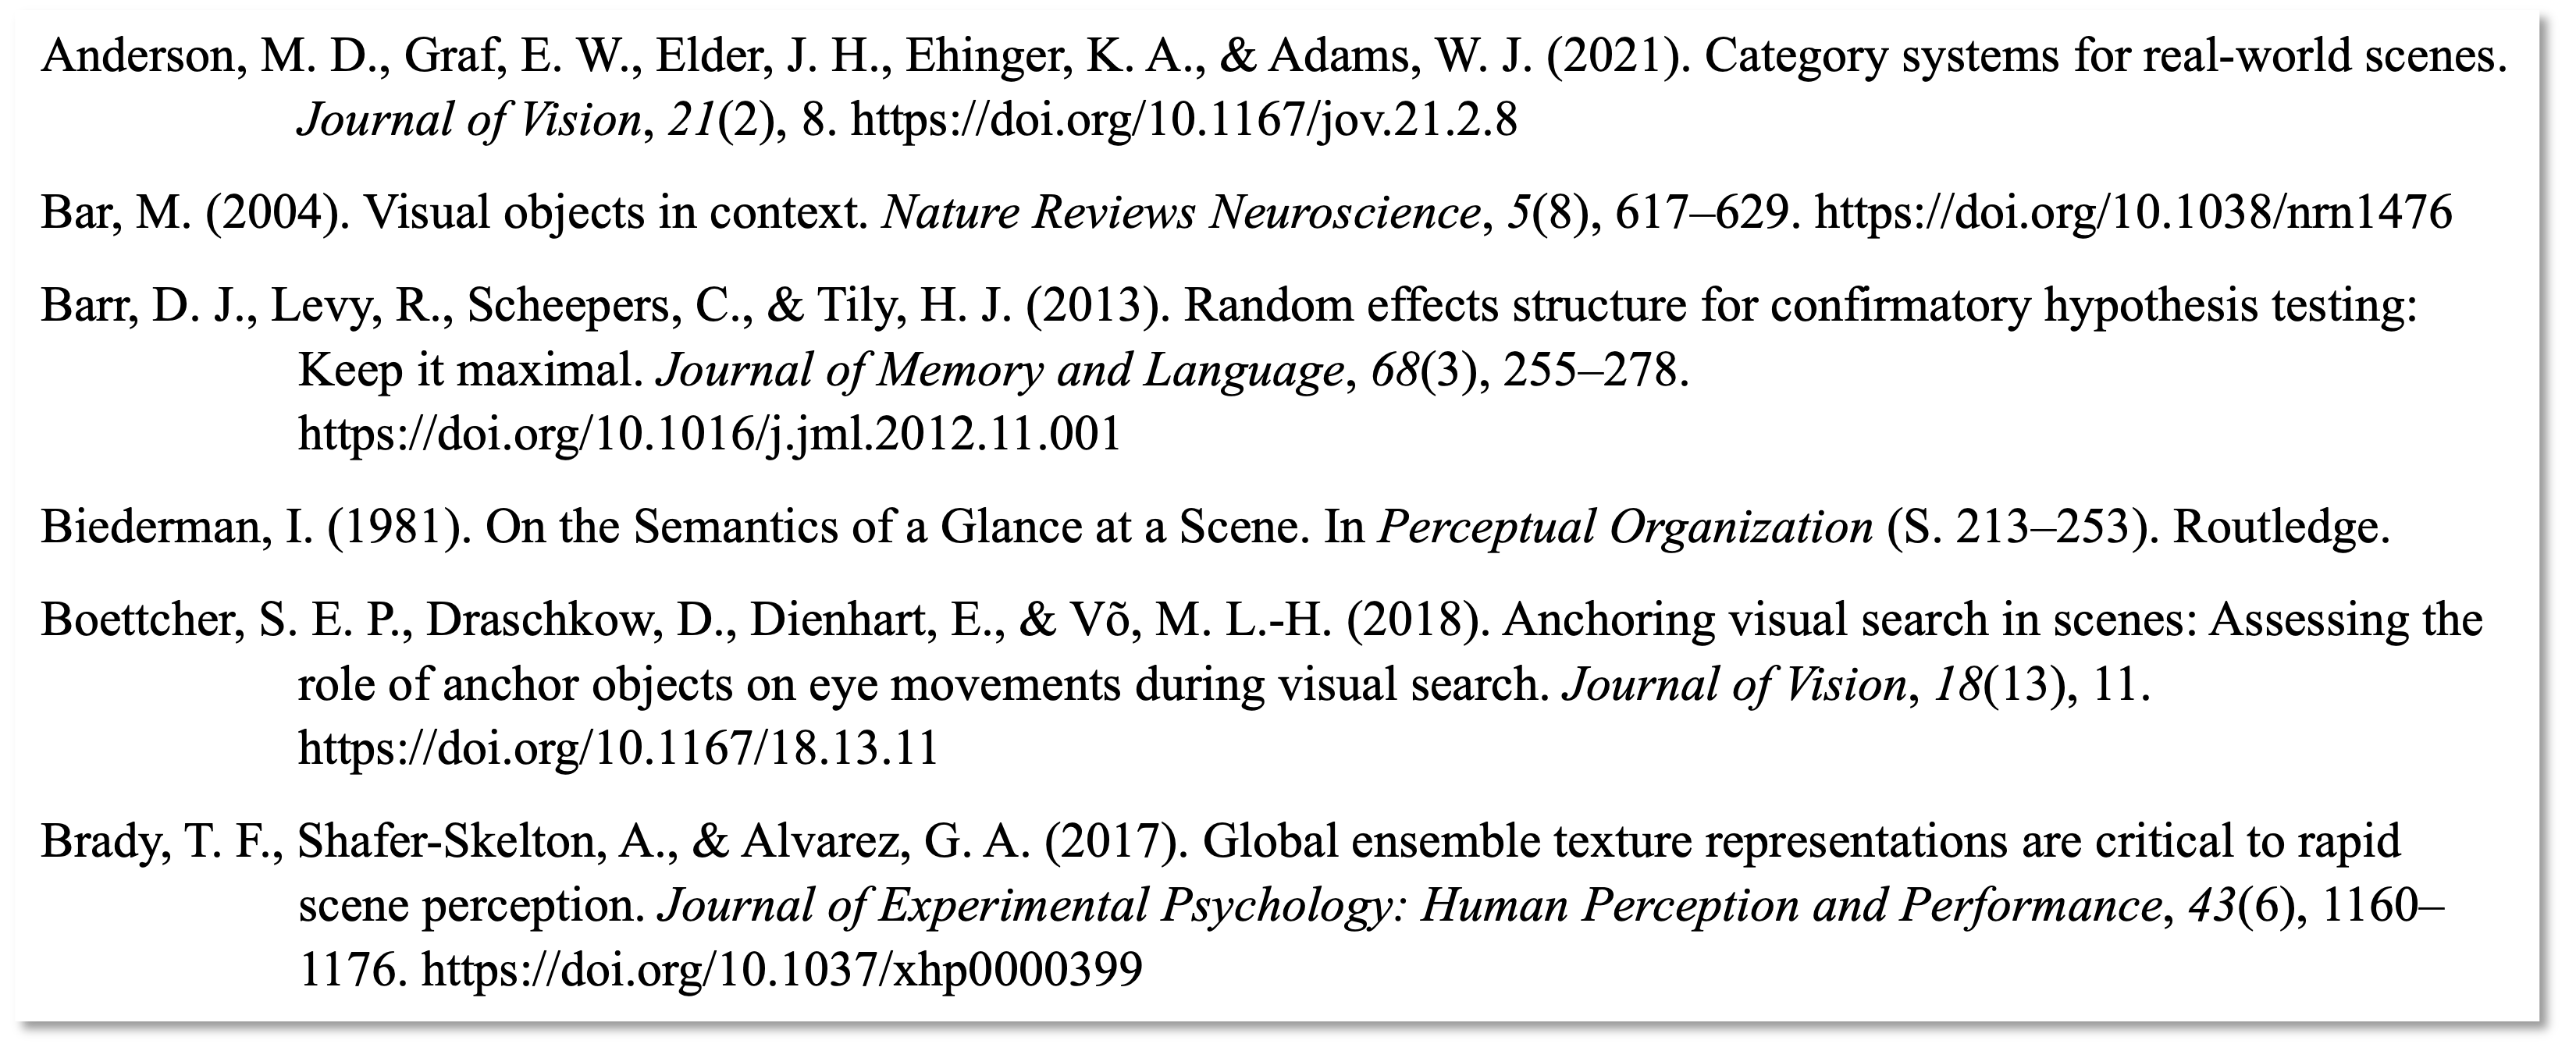 Anderson, M. D., Graf, E. W., Elder, J. H., Ehinger, K. A., & Adams, W. J. (2021). Category systems for real-world scenes.
Journal of Vision, 21(2), 8. https://doi.org/10.1167/jov.21.2.8
Bar, M. (2004). Visual objects in context. Nature Reviews Neuroscience, 5(8), 617–629. https://doi.org/10.1038/nrn1476
Barr, D. J., Levy, R., Scheepers, C., & Tily, H. J. (2013). Random effects structure for confirmatory hypothesis testing:
Keep it maximal. Journal of Memory and Language, 68(3), 255–278.
https://doi.org/10.1016/j.jml.2012.11.001
Biederman, I. (1981). On the Semantics of a Glance at a Scene. In Perceptual Organization (S. 213–253). Routledge.
Boettcher, S. E. P., Draschkow, D., Dienhart, E., & Võ, M. L.-H. (2018). Anchoring visual search in scenes: Assessing the
role of anchor objects on eye movements during visual search. Journal of Vision, 18(13), 11.
https://doi.org/10.1167/18.13.11
Brady, T. F., Shafer-Skelton, A., & Alvarez, G. A. (2017). Global ensemble texture representations are critical to rapid
scene perception. Journal of Experimental Psychology: Human Perception and Performance, 43(6), 1160–
1176. https://doi.org/10.1037/xhp0000399